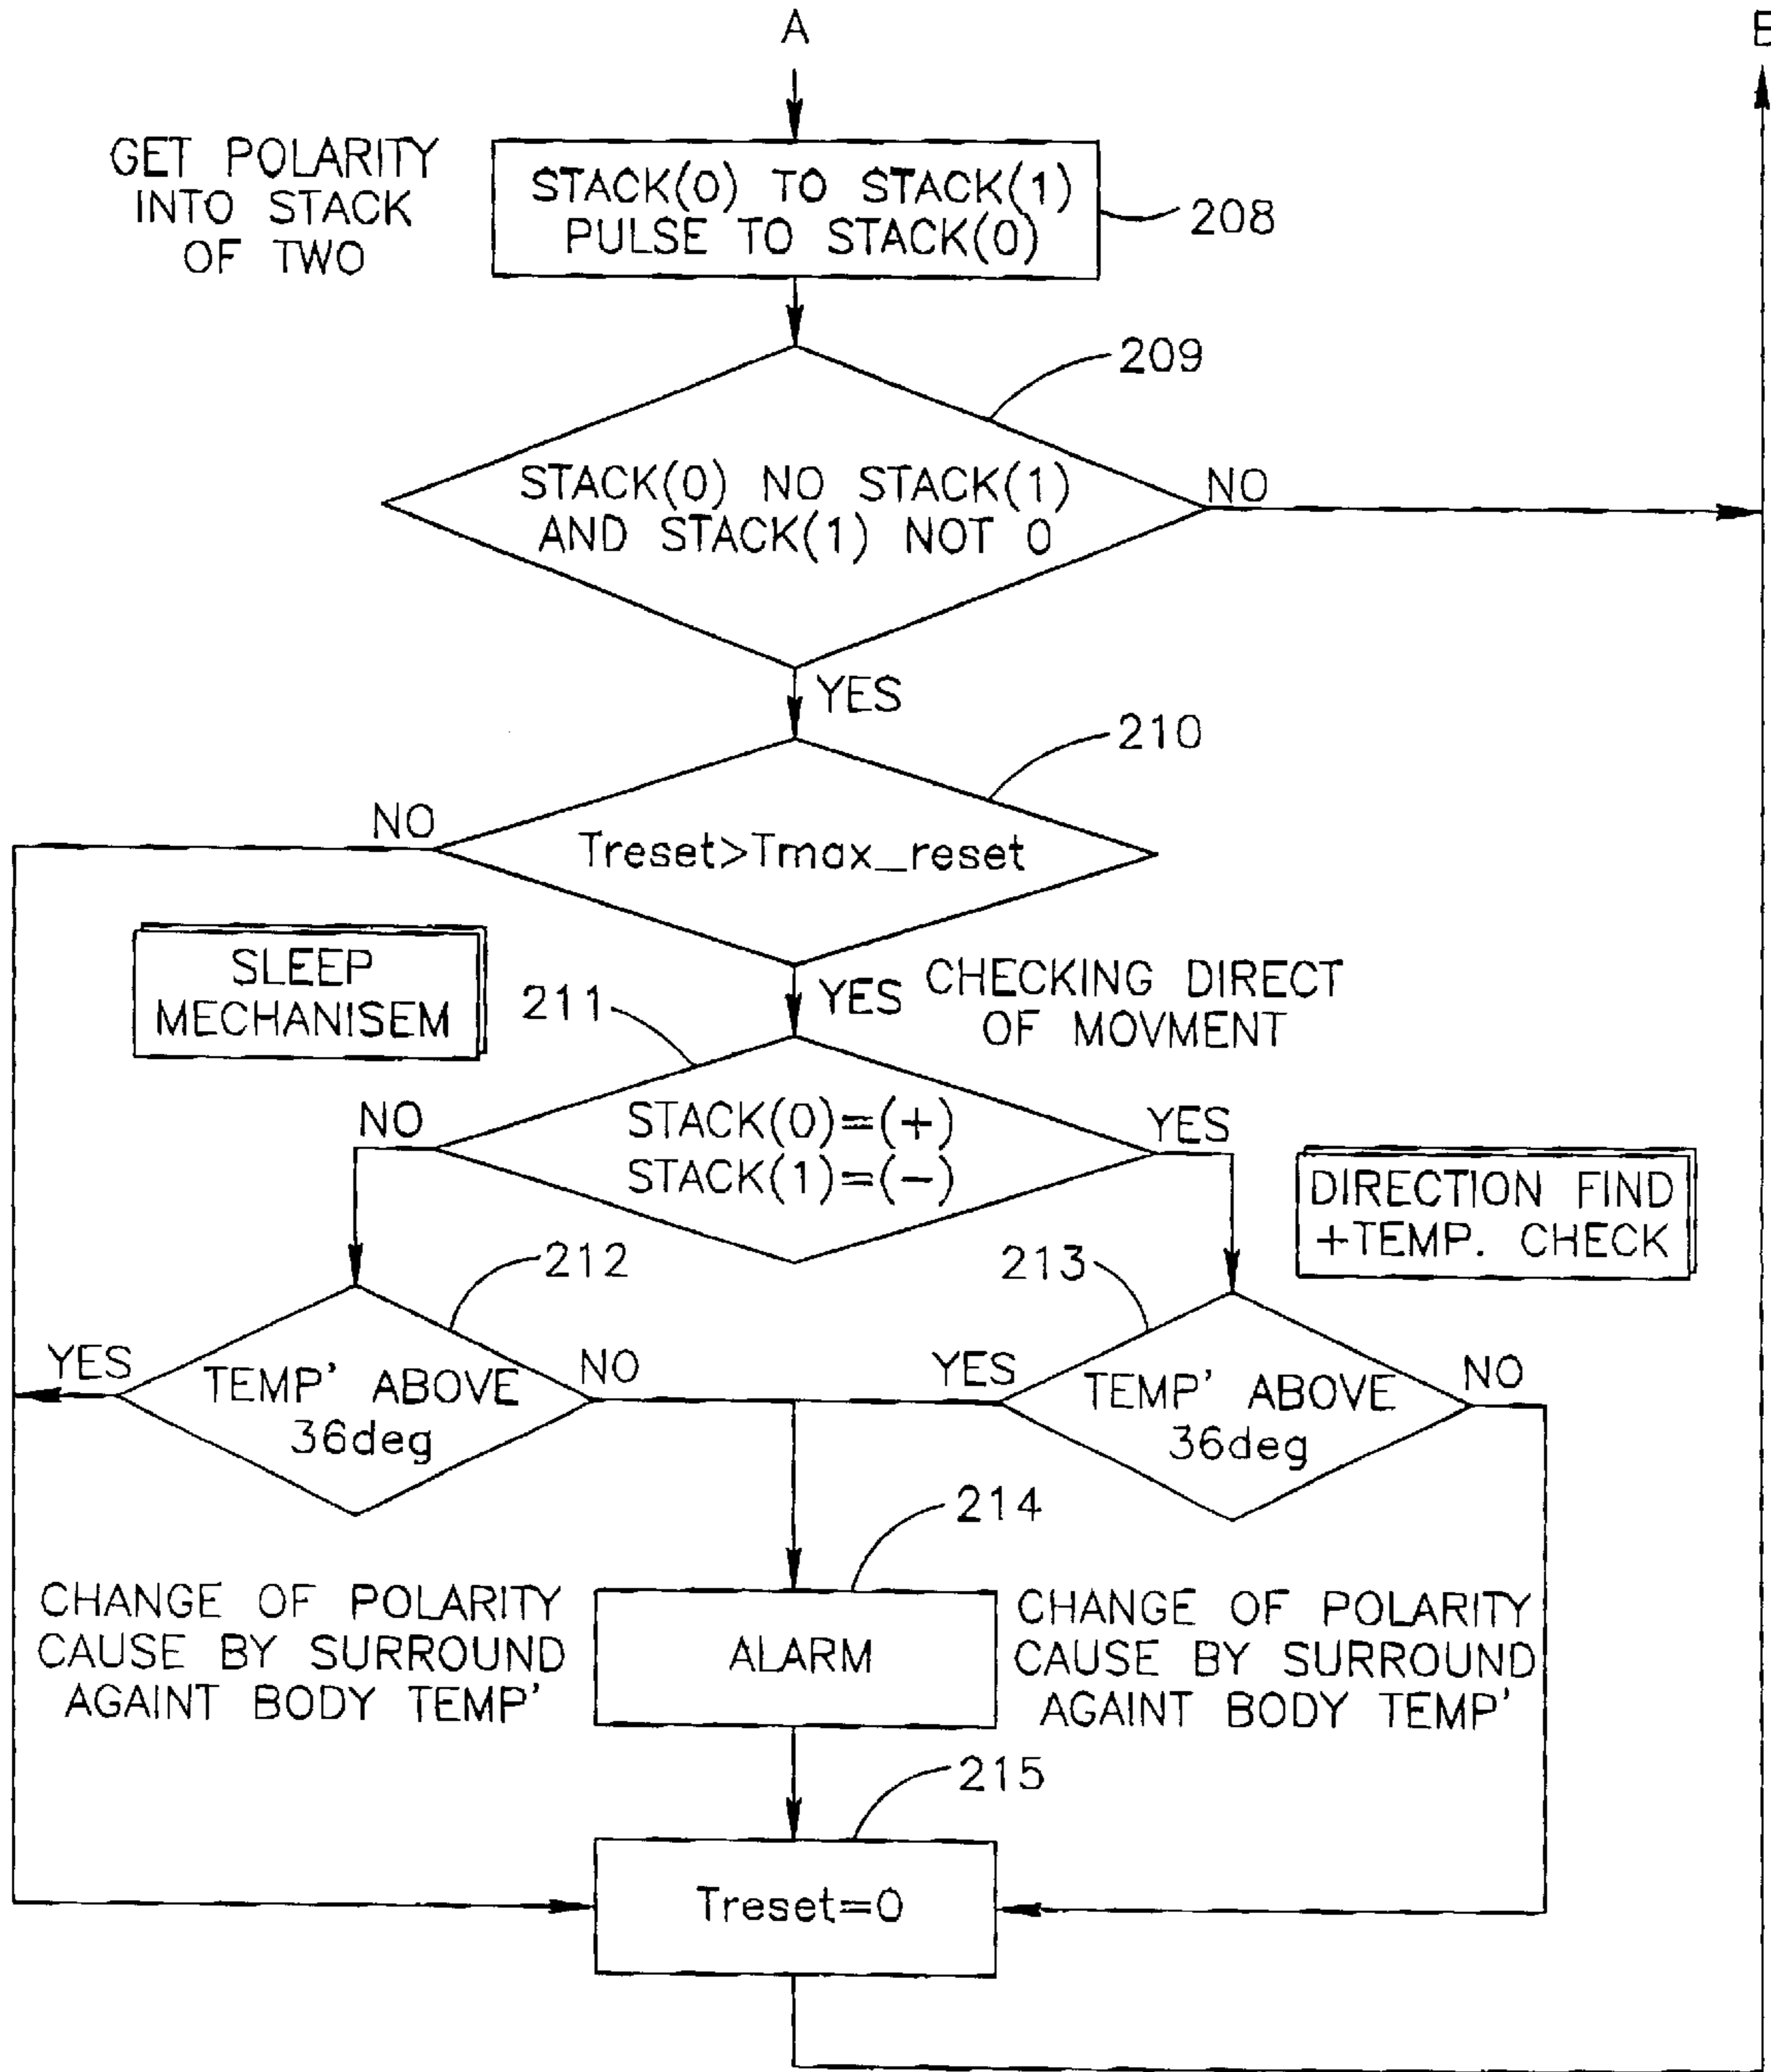 A
B
GET POLARITY
INTO STACK
OF TWO
STACK(0) TO STACK(1)
PULSE TO STACK(0)
208
209
STACK(0) NO STACK(1)
AND STACK(1) NOT 0
NO
YES
210
NO
Treset>Tmax_reset
SLEEP
MECHANISEM
YES
CHECKING DIRECT
OF MOVMENT
211
NO
STACK(0)=(+)
STACK(1)=(-)
YES
DIRECTION FIND
+TEMP. CHECK
212
213
YES
TEMP' ABOVE
36deg
NO
YES
TEMP' ABOVE
36deg
NO
214
CHANGE OF POLARITY
CAUSE BY SURROUND
AGAINT BODY TEMP'
ALARM
CHANGE OF POLARITY
CAUSE BY SURROUND
AGAINT BODY TEMP'
215
Treset=0